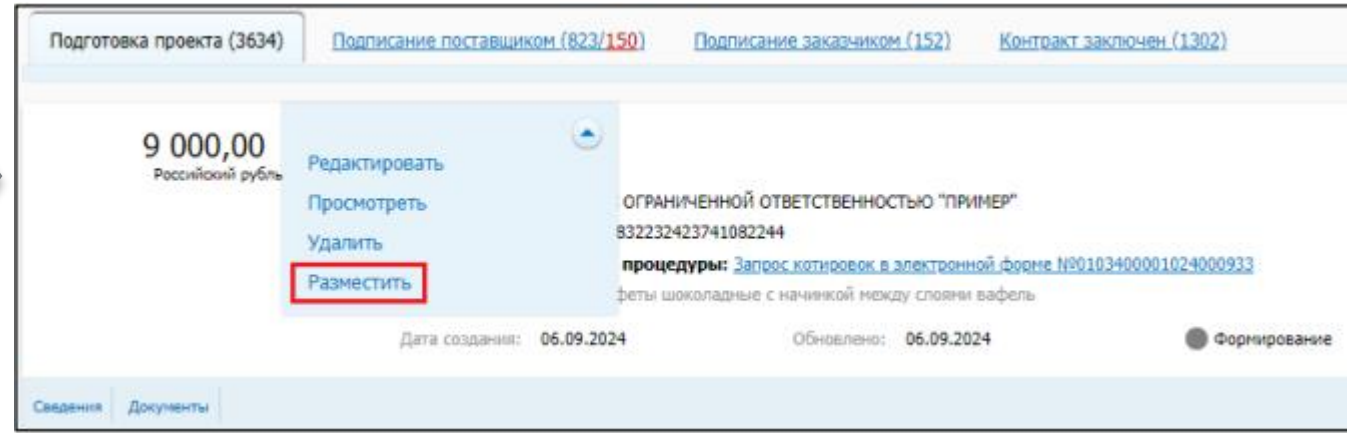 Подготовка проекта (3634) Подписание поставщиком (823/150) Подписание заказчиком (152) Контракт заключен (1302)
9 000,00
Российский рубль
Редактировать
Просмотреть
Удалить
Разместить
ОГРАНИЧЕННОЙ ОТВЕТСТВЕННОСТЬЮ "ПРИМЕР"
832232423741082244
процедуры: Запрос котировок в электронной форме №0103400001024000933
феты шоколадные с начинкой между слоями вафель
Дата создания: 06.09.2024 Обновлено: 06.09.2024 Формирование
Сведения Документы